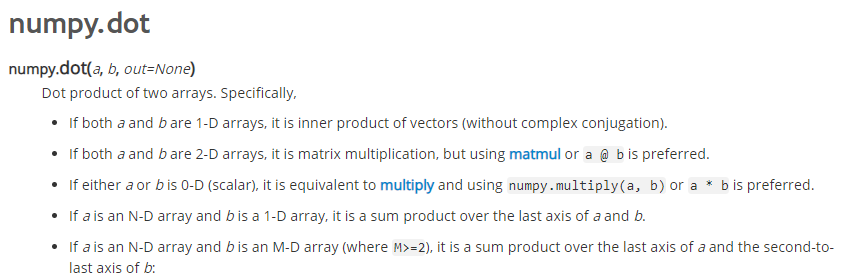 numpy.dot
numpy.dot(a, b, out=None)
Dot product of two arrays. Specifically,
• If both a and b are 1-D arrays, it is inner product of vectors (without complex conjugation).
• If both a and b are 2-D arrays, it is matrix multiplication, but using matmul or a @ b is preferred.
• If either a or b is 0-D (scalar), it is equivalent to multiply and using numpy.multiply(a, b) or a * b is preferred.
• If a is an N-D array and b is a 1-D array, it is a sum product over the last axis of a and b.
• If a is an N-D array and b is an M-D array (where M>=2), it is a sum product over the last axis of a and the second-to-
last axis of b: